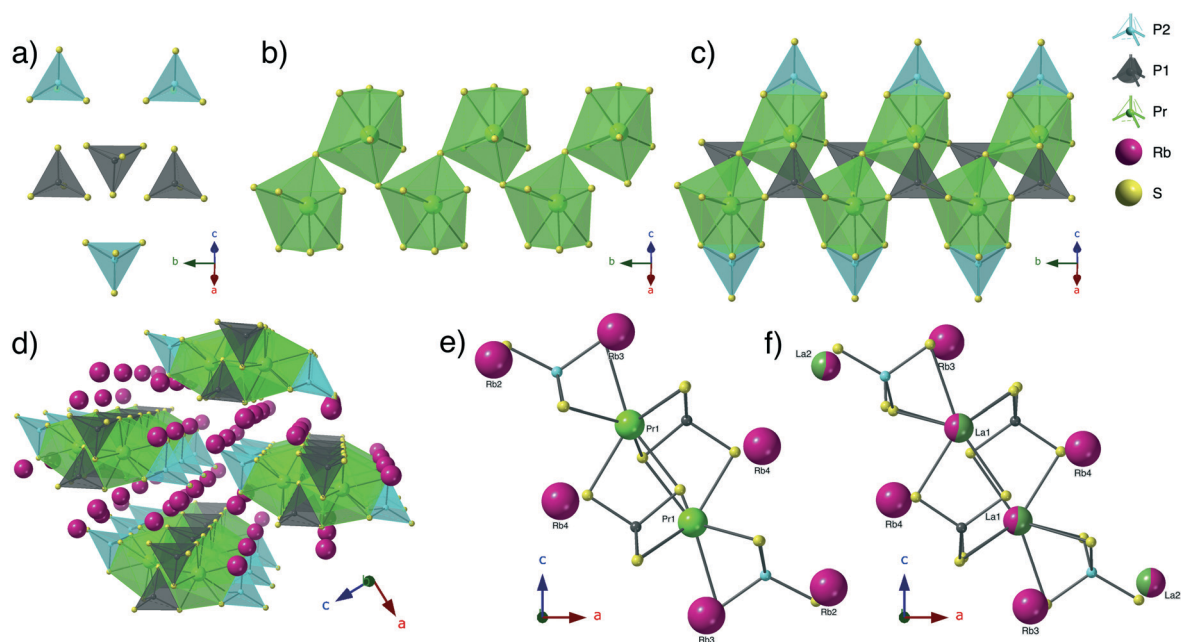 a)
b)
c)
P2
P1
Pr
Rb
S
c
b
a
c
b
a
c
b
a
d)
e)
f)
Rb3
Rb2
Pr1
Rb4
Rb4
Pr1
Rb2
Rb3
c
a
c
a
La2
Rb3
La1
Rb4
Rb4
La1
La2
Rb3
c
a